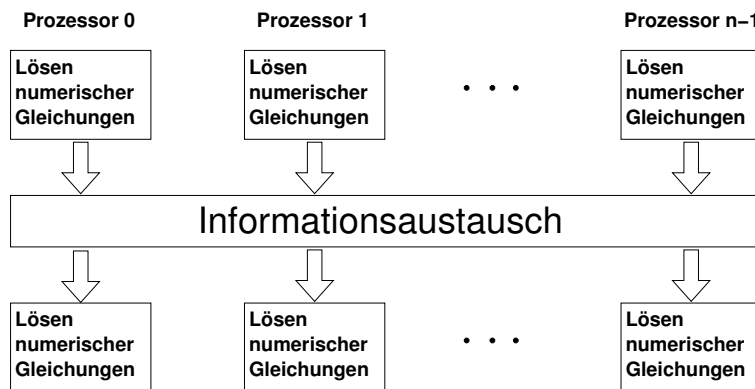 Prozessor 0
Prozessor 1
Prozessor n−1
Lösen
numerischer
Gleichungen
Lösen
numerischer
Gleichungen
. . .
Lösen
numerischer
Gleichungen
Informationsaustausch
Lösen
numerischer
Gleichungen
Lösen
numerischer
Gleichungen
. . .
Lösen
numerischer
Gleichungen